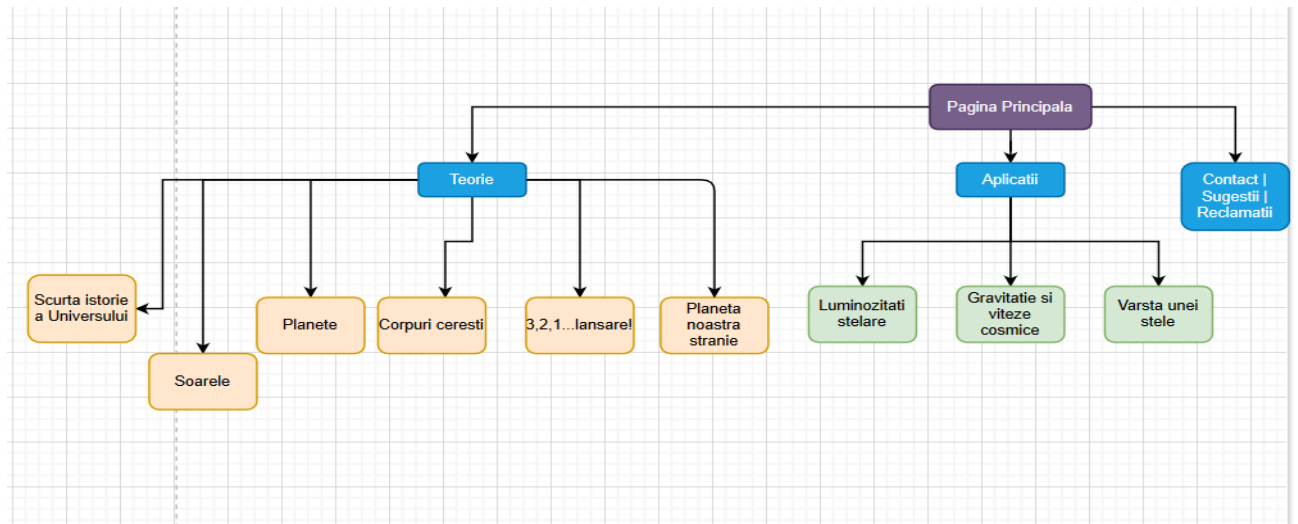 Pagina Principala
Teorie
Aplicatii
Contact |
Sugestii |
Reclamatii
Scurta istorie
a Universului
Soarele
Planete
Corpuri ceresti
3,2,1...lansare!
Planeta
noastra
stranie
Luminozitati
stelare
Gravitatie si
viteze
cosmice
Varsta unei
stele